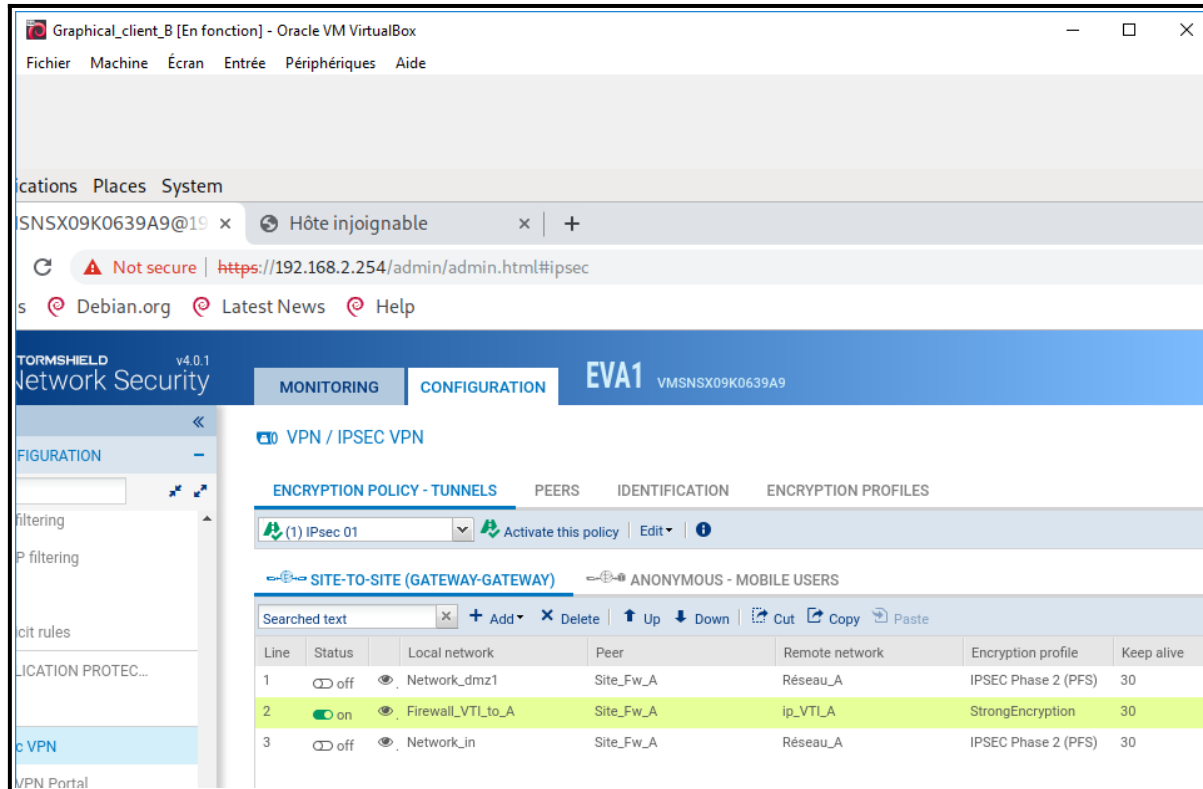 Graphical_client_B [En fonction] - Oracle VM VirtualBox
Fichier Machine Écran Entrée Périphériques Aide
ications Places System
MSNSX09K0639A9@19 Hôte injoignable
Not secure https://192.168.2.254/admin/admin.html#ipsec
s Debian.org Latest News Help
TORMSHIELD v4.0.1
Network Security
MONITORING CONFIGURATION EVA1 VMSNSX09K0639A9
VPN / IPSEC VPN
FIGURATION
ENCRYPTION POLICY - TUNNELS PEERS IDENTIFICATION ENCRYPTION PROFILES
filtering
(1) IPsec 01 Activate this policy Edit
P filtering
SITE-TO-SITE (GATEWAY-GATEWAY) ANONYMOUS - MOBILE USERS
Searched text Add Delete Up Down Cut Copy Paste
icit rules
Line Status Local network Peer Remote network Encryption profile Keep alive
LICATION PROTEC...
1 off Network_dmz1 Site_Fw_A Réseau_A IPSEC Phase 2 (PFS) 30
2 on Firewall_VTI_to_A Site_Fw_A ip_VTI_A StrongEncryption 30
c VPN
3 off Network_in Site_Fw_A Réseau_A IPSEC Phase 2 (PFS) 30
VPN Portal